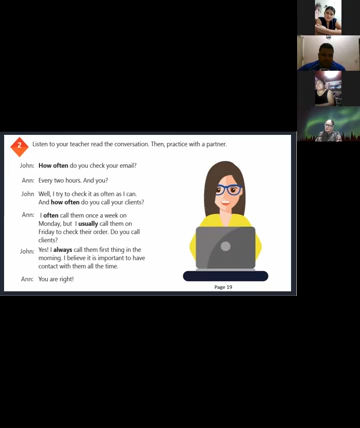 2 Listen to your teacher read the conversation. Then, practice with a partner.
John: How often do you check your email?
Ann: Every two hours. And you?
John: Well, I try to check it as often as I can.
And how often do you call your clients?
Ann: I often call them once a week on
Monday, but I usually call them on
Friday to check their order. Do you call
clients?
John: Yes! I always call them first thing in the
morning. I believe it is important to have
contact with them all the time.
Ann: You are right!
Page 19